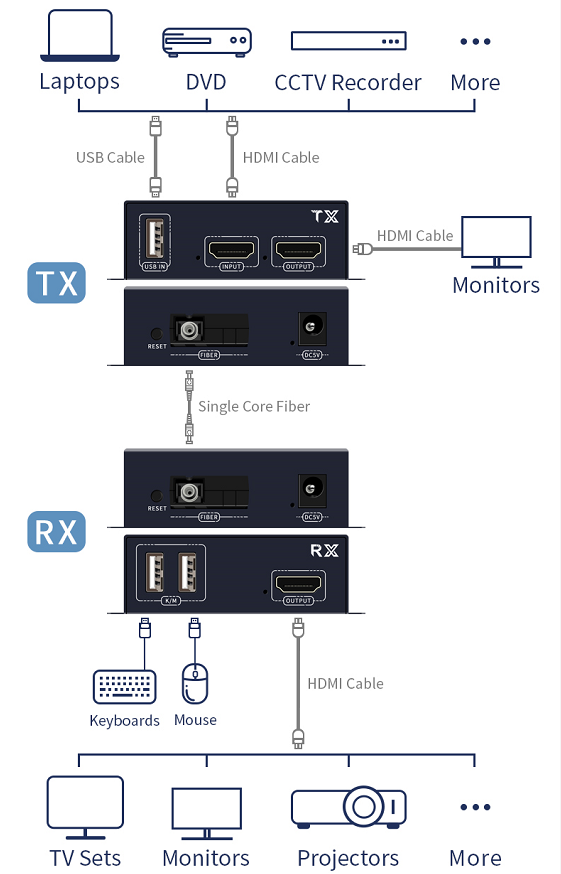 Laptops
DVD
CCTV Recorder
More
USB Cable
HDMI Cable
TX
USB IN
INPUT
OUTPUT
HDMI Cable
Monitors
TX
RESET
FIBER
DC5V
Single Core Fiber
RESET
FIBER
DC5V
RX
RX
K/M
OUTPUT
HDMI Cable
Keyboards
Mouse
TV Sets
Monitors
Projectors
More